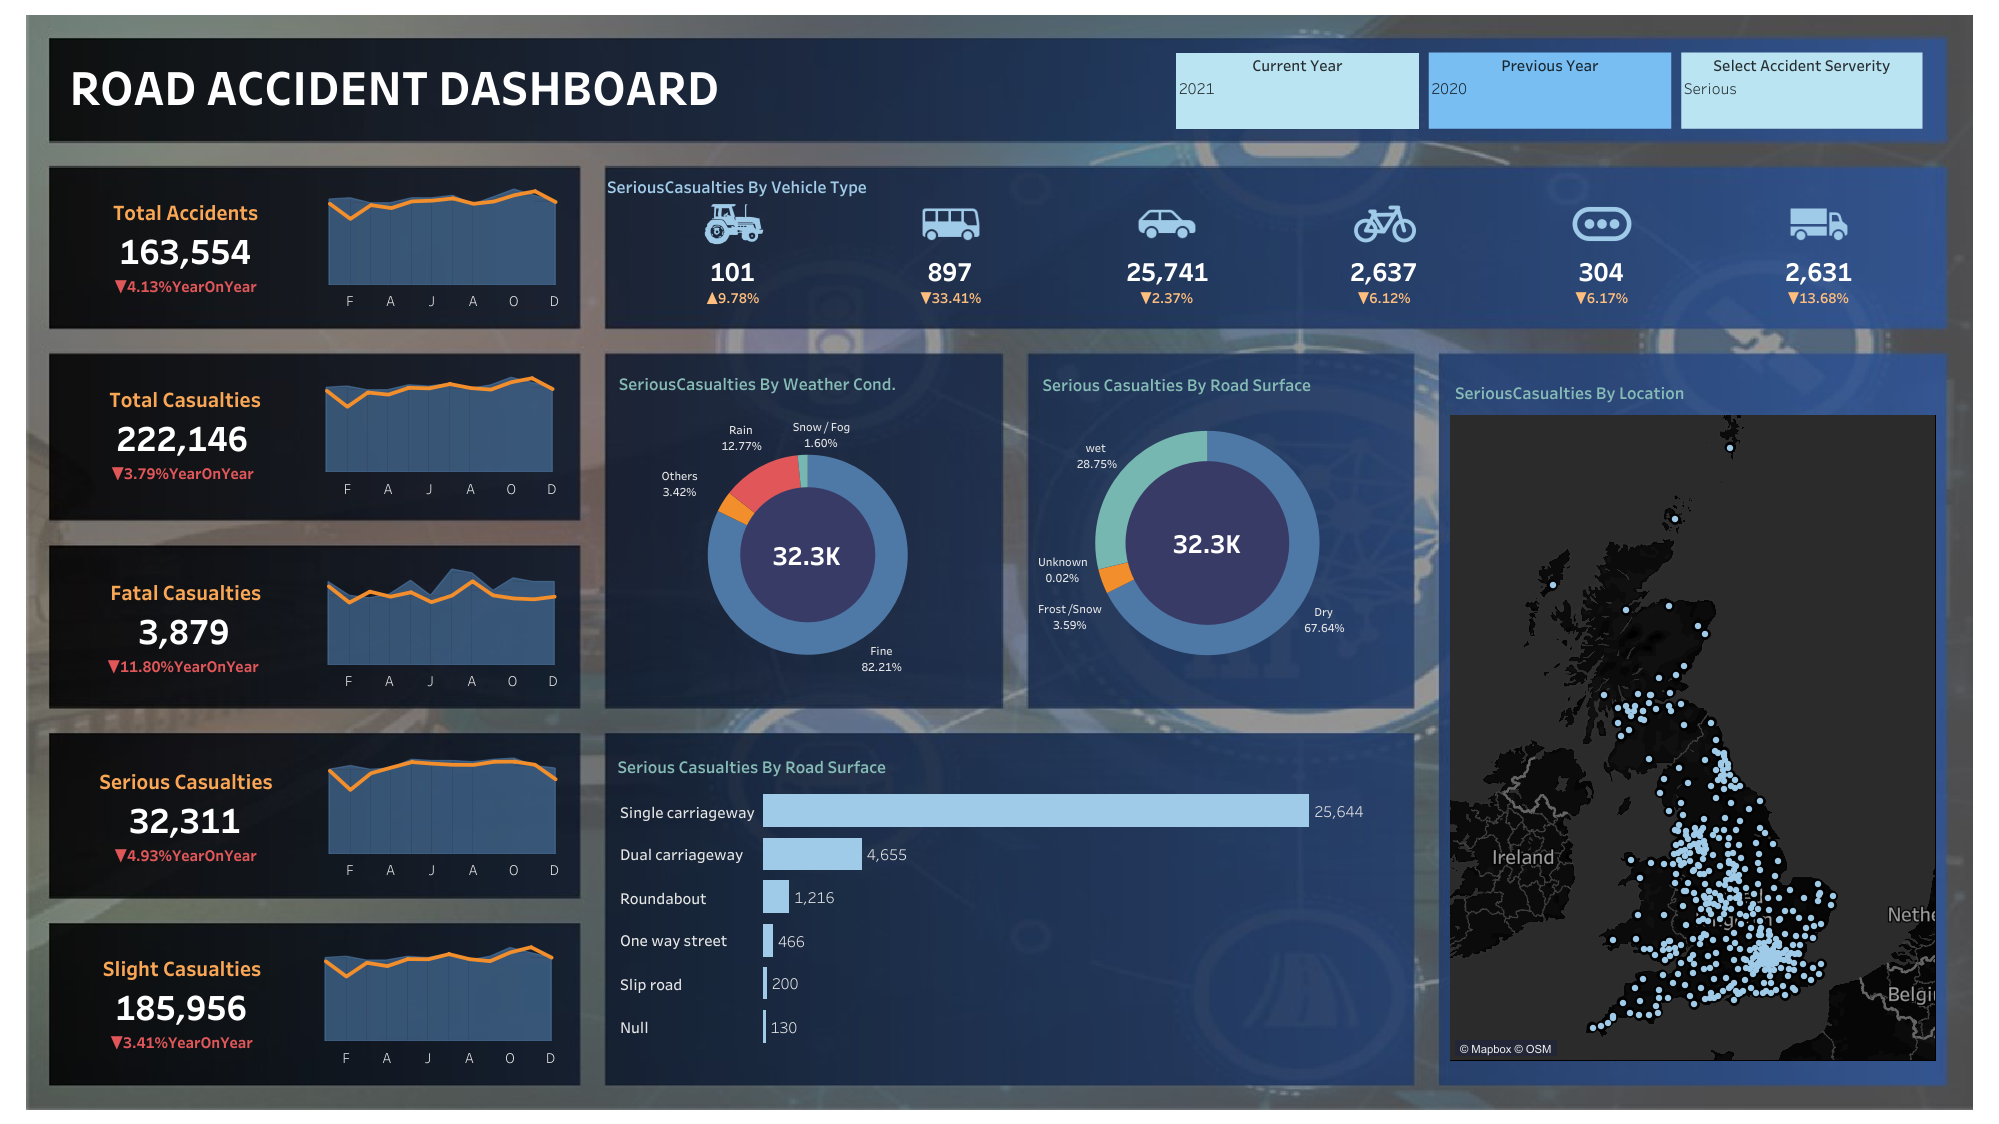 ROAD ACCIDENT DASHBOARD
Current Year
2021
Previous Year
2020
Select Accident Serverity
Serious
Total Accidents
163,554
▼4.13%YearOnYear
F A J A O D
SeriousCasualties By Vehicle Type
101
▲9.78%
897
▼33.41%
25,741
▼2.37%
2,637
▼6.12%
304
▼6.17%
2,631
▼13.68%
Total Casualties
222,146
▼3.79%YearOnYear
F A J A O D
Fatal Casualties
3,879
▼11.80%YearOnYear
F A J A O D
Serious Casualties
32,311
▼4.93%YearOnYear
F A J A O D
Slight Casualties
185,956
▼3.41%YearOnYear
F A J A O D
SeriousCasualties By Weather Cond.
Rain
12.77%
Snow / Fog
1.60%
Others
3.42%
32.3K
Fine
82.21%
Serious Casualties By Road Surface
wet
28.75%
Unknown
0.02%
Frost /Snow
3.59%
32.3K
Dry
67.64%
Serious Casualties By Road Surface
Single carriageway 25,644
Dual carriageway 4,655
Roundabout 1,216
One way street 466
Slip road 200
Null 130
SeriousCasualties By Location
Ireland
Nethe
Belgi
© Mapbox © OSM